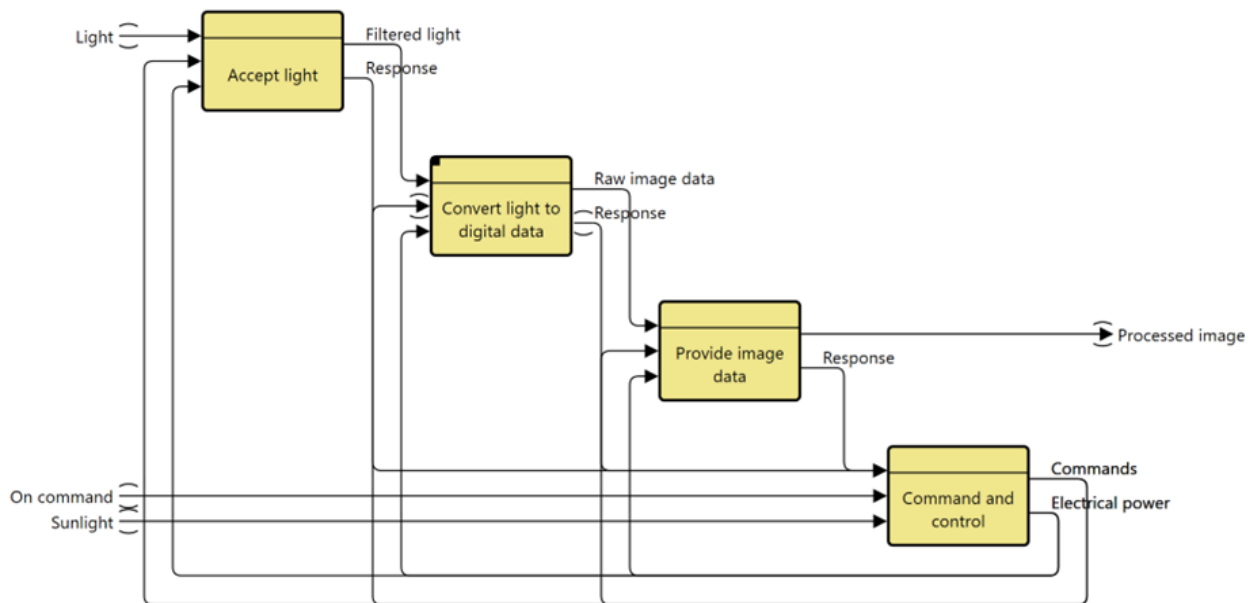 Light
Filtered light
Response
Accept light
Raw image data
Response
Convert light to
digital data
Processed image
Provide image
data
Response
Commands
On command
Electrical power
Command and
control
Sunlight